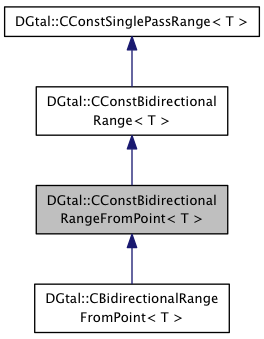 DGtal::CConstSinglePassRange< T >
DGtal::CConstBidirectional
Range< T >
DGtal::CConstBidirectional
RangeFromPoint< T >
DGtal::CBidirectionalRange
FromPoint< T >